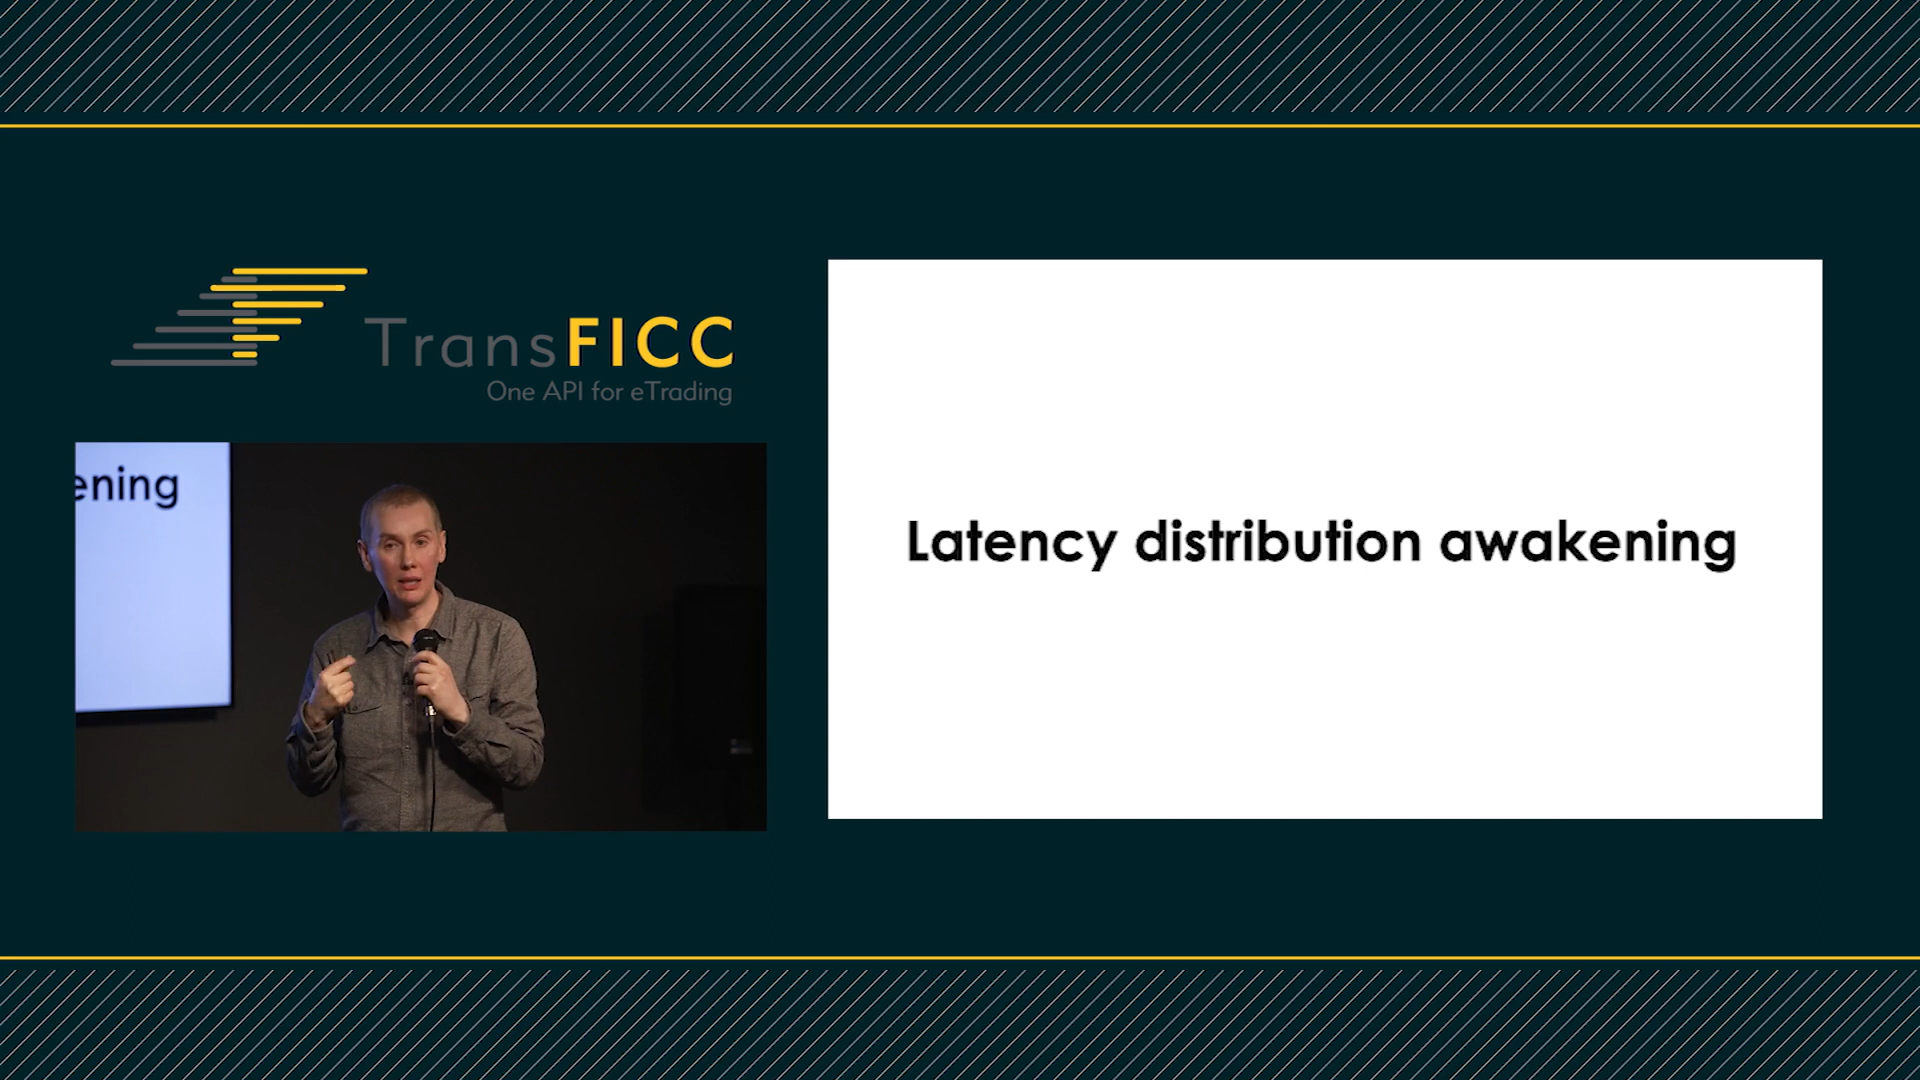 TransFICC
One API for eTrading
ening
Latency distribution awakening